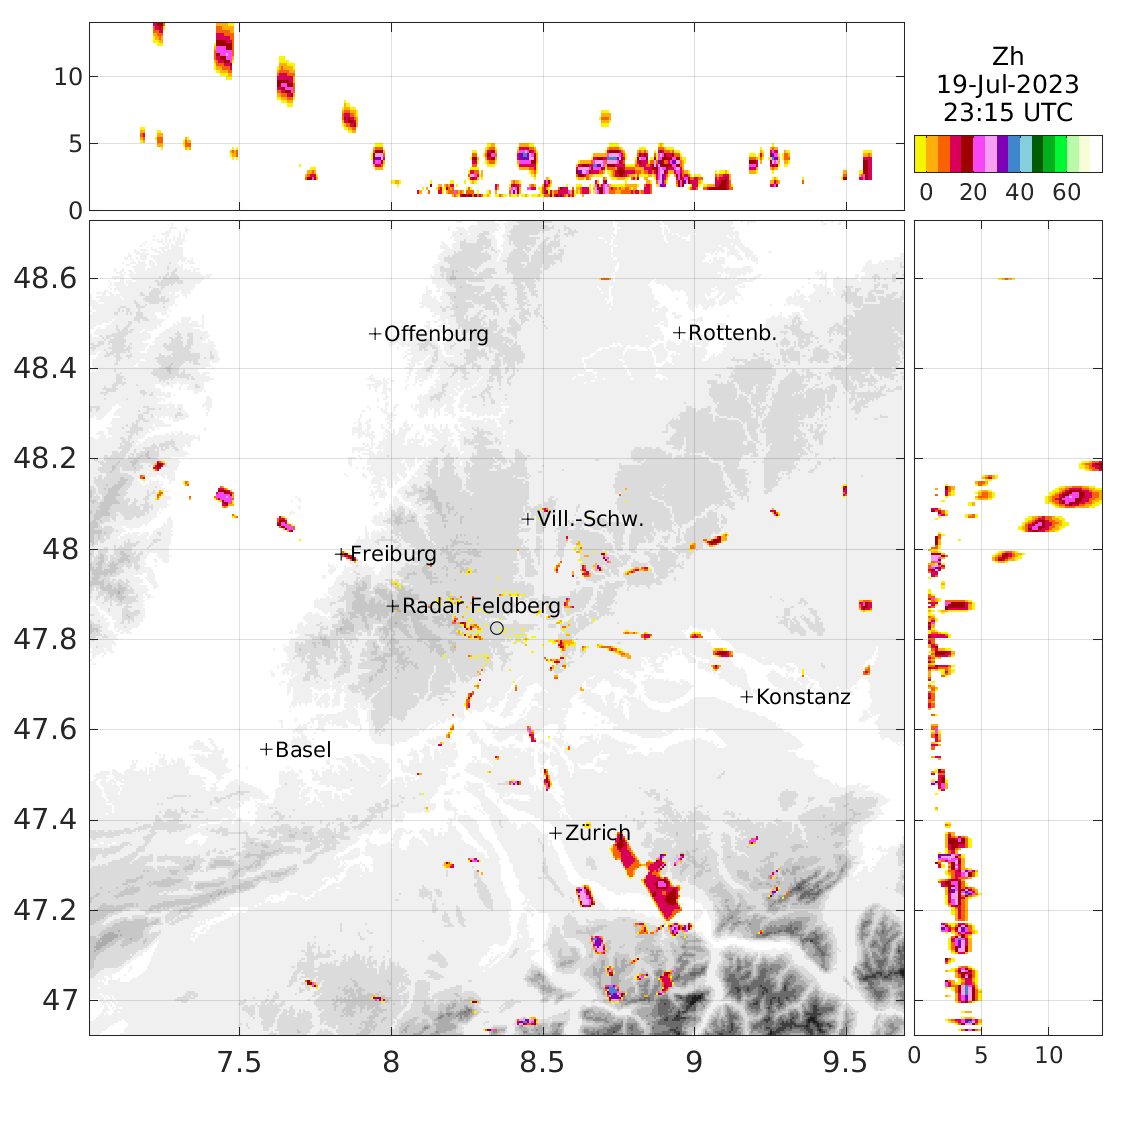 Zh
19-Jul-2023
23:15 UTC
0 20 40 60
10
5
0
48.6
48.4
48.2
48
47.8
47.6
47.4
47.2
47
+Offenburg
+Rottenb.
+Vill.-Schw.
+Freiburg
+Radar Feldberg
+Konstanz
+Basel
+Zürich
7.5 8 8.5 9 9.5
0 5 10